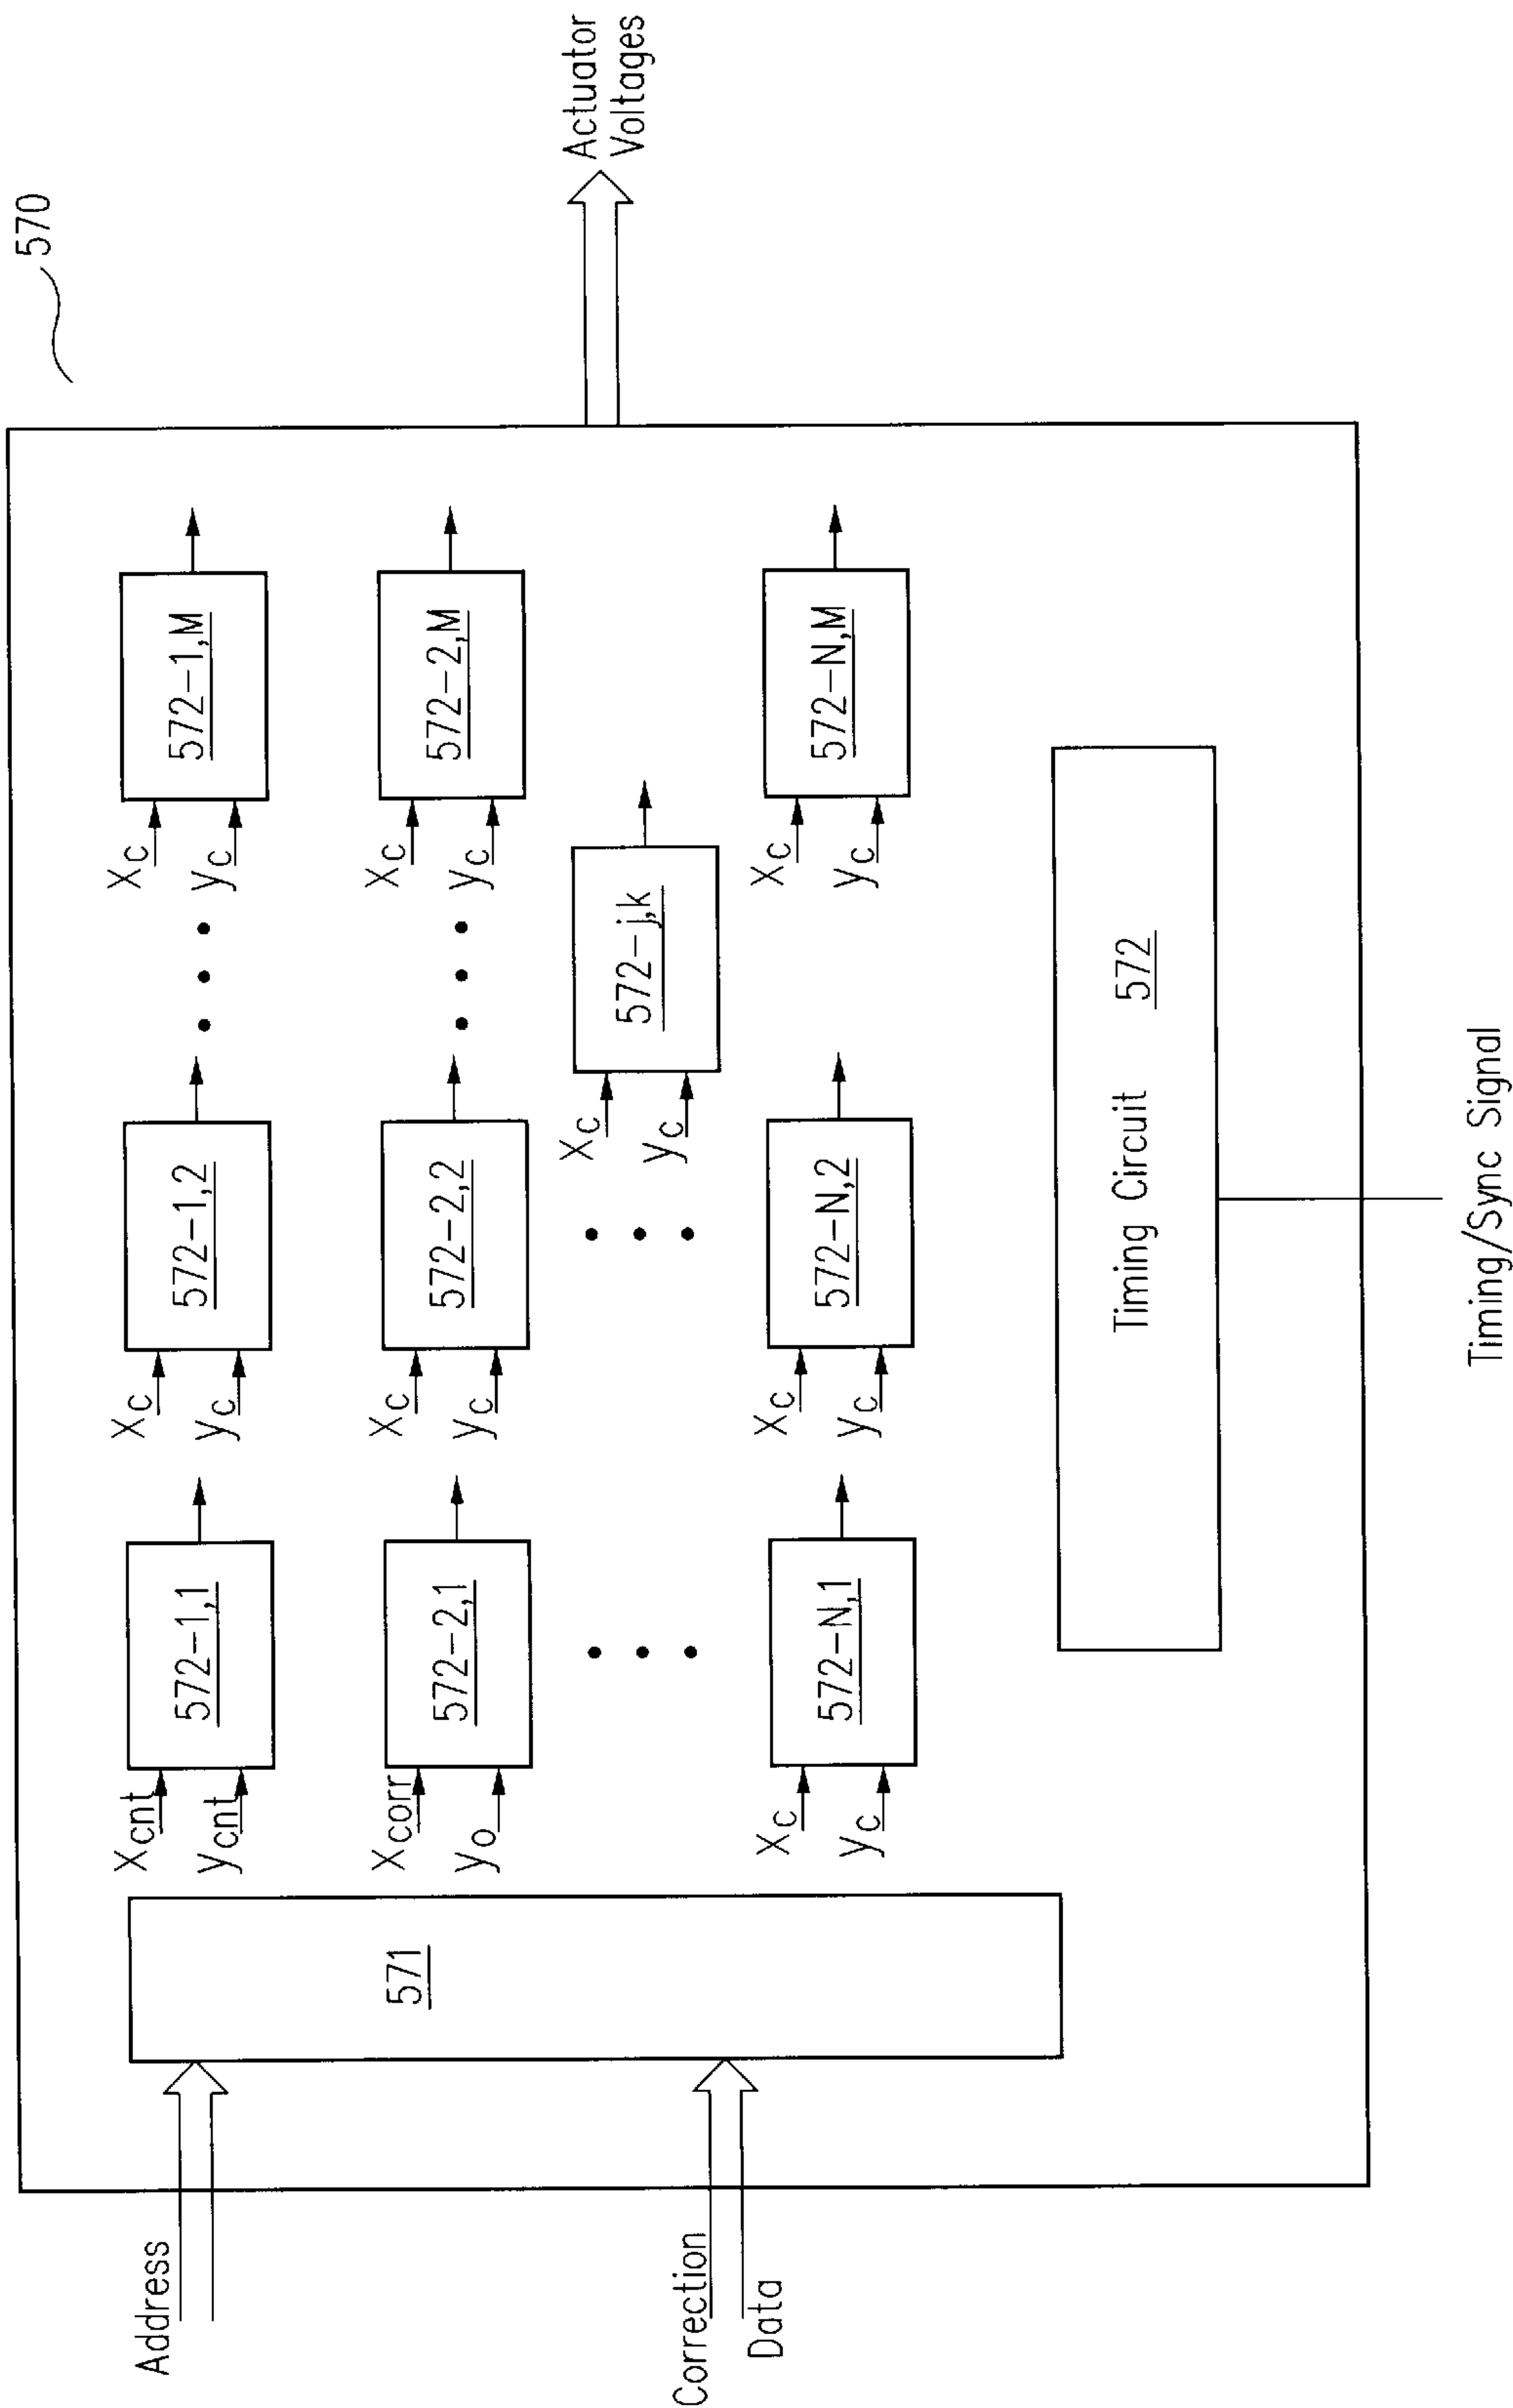 570
Address
Correction
Data
571
Xcnt
ycnt
572-1,1
Xc
yc
572-1,2
Xc
yc
572-1,M
Xcorr
yo
572-2,1
Xc
yc
572-2,2
Xc
yc
572-2,M
Xc
yc
572-j,k
Xc
yc
572-N,1
Xc
yc
572-N,2
Xc
yc
572-N,M
Timing Circuit 572
Actuator
Voltages
Timing/Sync Signal